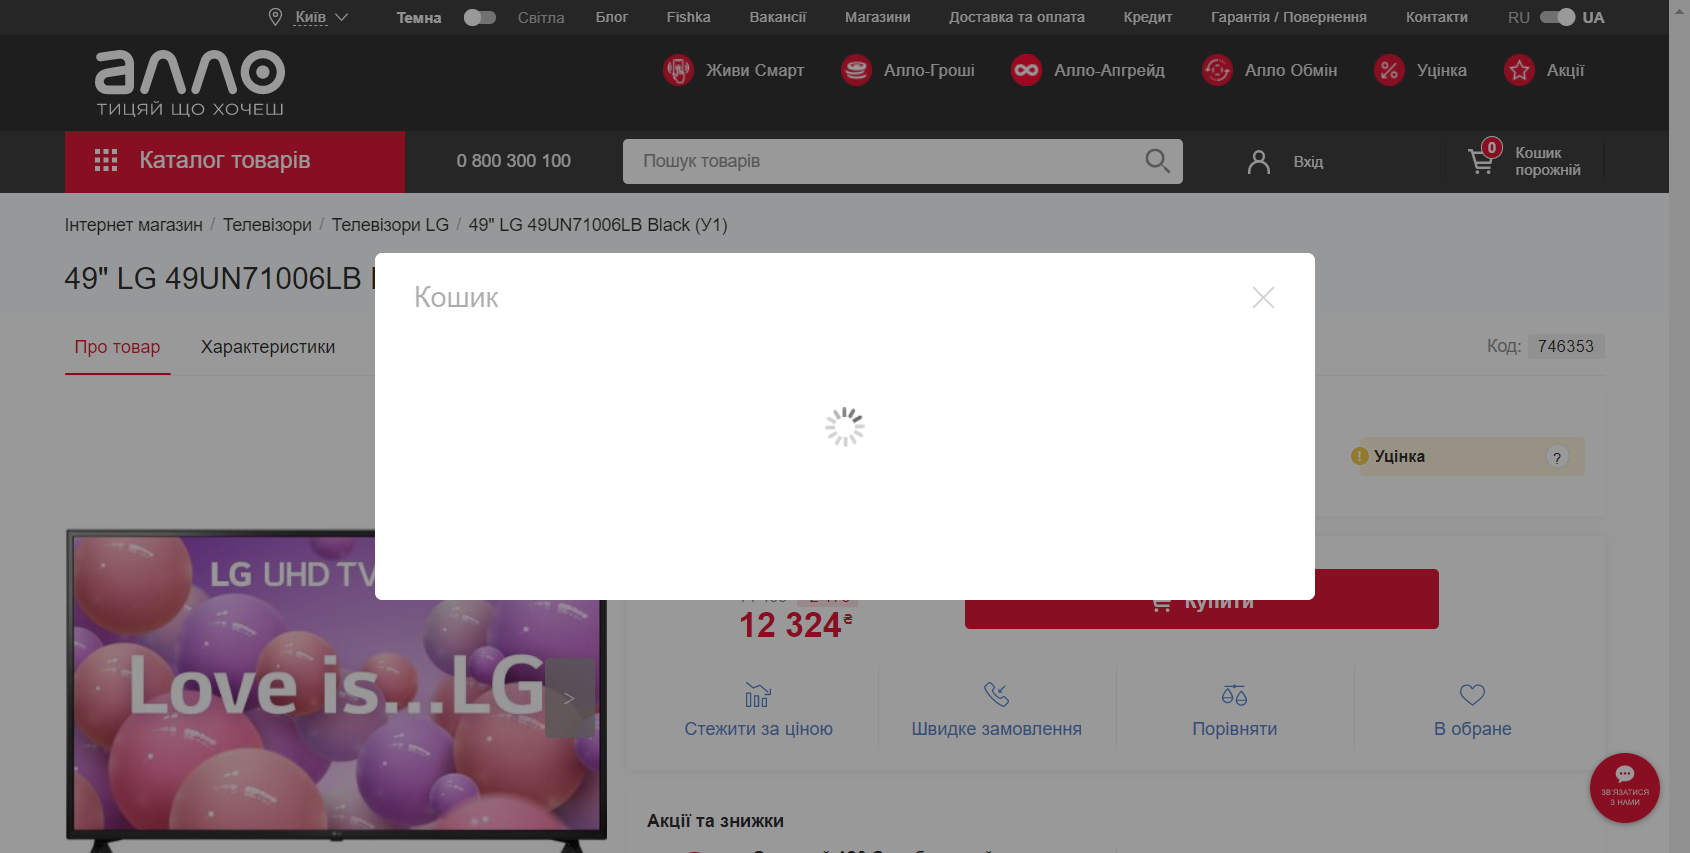 Київ
Темна
Світла
Блог
Fishka
Вакансії
Магазини
Доставка та оплата
Кредит
Гарантія / Повернення
Контакти
RU
UA
алло
ТИЦЯЙ ЩО ХОЧЕШ
Живи Смарт
Алло-Гроші
Алло-Апгрейд
Алло Обмін
Уцінка
Акції
Каталог товарів
0 800 300 100
Пошук товарів
Вхід
0
Кошик
порожній
Інтернет магазин / Телевізори / Телевізори LG / 49" LG 49UN71006LB Black (У1)
49" LG 49UN71006LB
Кошик
Про товар
Характеристики
Код: 746353
! Уцінка ?
LG UHD TV
Love is...LG
>
12 324₴
Купити
Стежити за ціною
Швидке замовлення
Порівняти
В обране
ЗВ'ЯЗАТИСЯ
З НАМИ
Акції та знижки